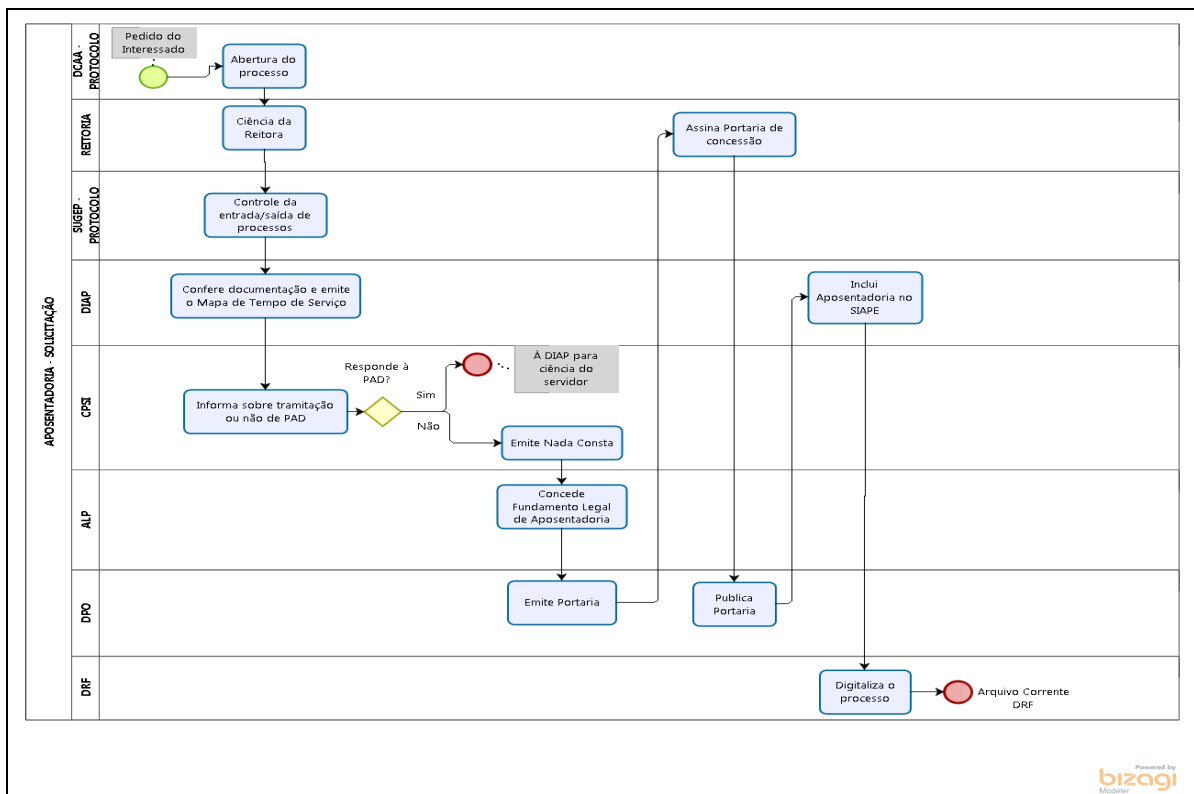 APOSENTADORIA - SOLICITAÇÃO
DCAA -
PROTOCOLO
Pedido do
Interessado
Abertura do
processo
REITORIA
Ciência da
Reitora
Assina Portaria de
concessão
SUGEP -
PROTOCOLO
Controle da
entrada/saída de
processos
DIAP
Confere documentação e emite
o Mapa de Tempo de Serviço
Inclui
Aposentadoria no
SIAPE
CPSI
Informa sobre tramitação
ou não de PAD
Responde à
PAD?
Sim
Não
À DIAP para
ciência do
servidor
Emite Nada Consta
ALP
Concede
Fundamento Legal
de Aposentadoria
DPO
Emite Portaria
Publica
Portaria
DRF
Digitaliza o
processo
Arquivo Corrente
DRF
Powered by
bizagi
Modeler